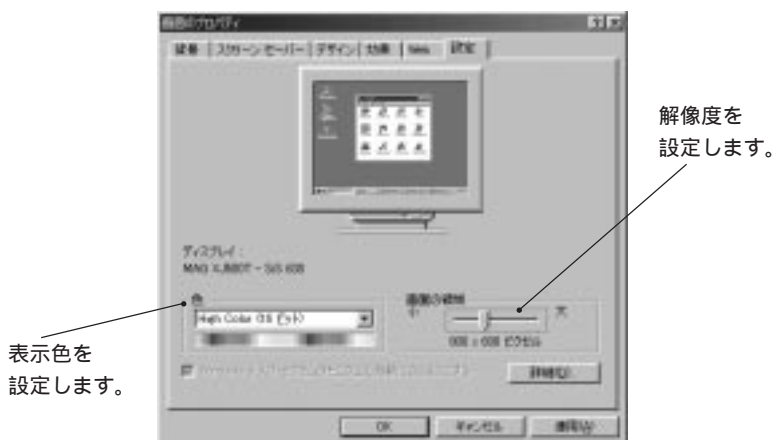 画面のプロパティ
背景 スクリーン セーバー デザイン 効果 Web 設定
解像度を
設定します。
ディスプレイ :
色
画面の領域
小 大
High Color (16 ビット)
ピクセル
表示色を
設定します。
詳細(D)
OK キャンセル 適用(A)